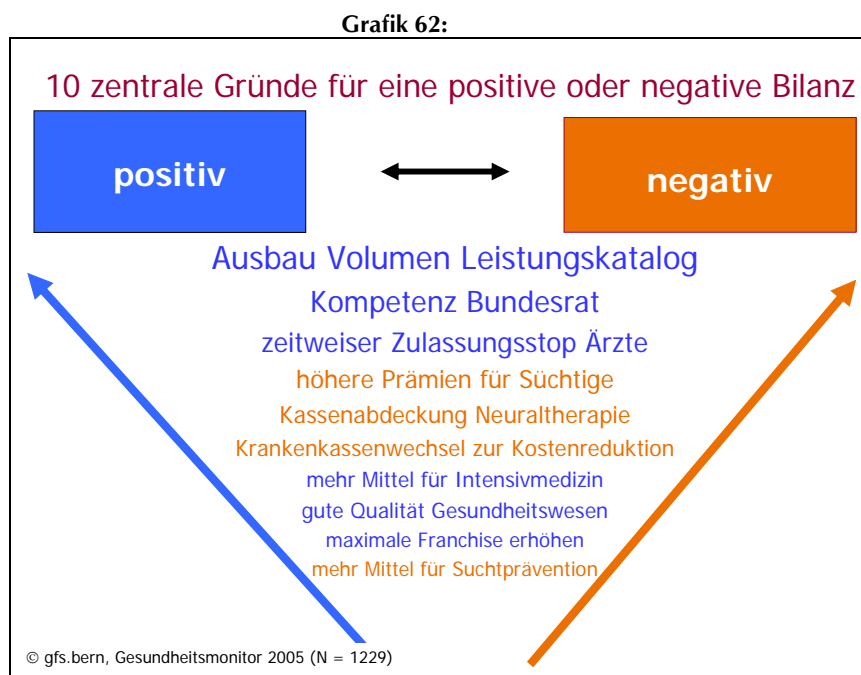 Grafik 62:
10 zentrale Gründe für eine positive oder negative Bilanz
positiv
negativ
Ausbau Volumen Leistungskatalog
Kompetenz Bundesrat
zeitweiser Zulassungsstop Ärzte
höhere Prämien für Süchtige
Kassenabdeckung Neuraltherapie
Krankenkassenwechsel zur Kostenreduktion
mehr Mittel für Intensivmedizin
gute Qualität Gesundheitswesen
maximale Franchise erhöhen
mehr Mittel für Suchtprävention
© gfs.bern, Gesundheitsmonitor 2005 (N = 1229)